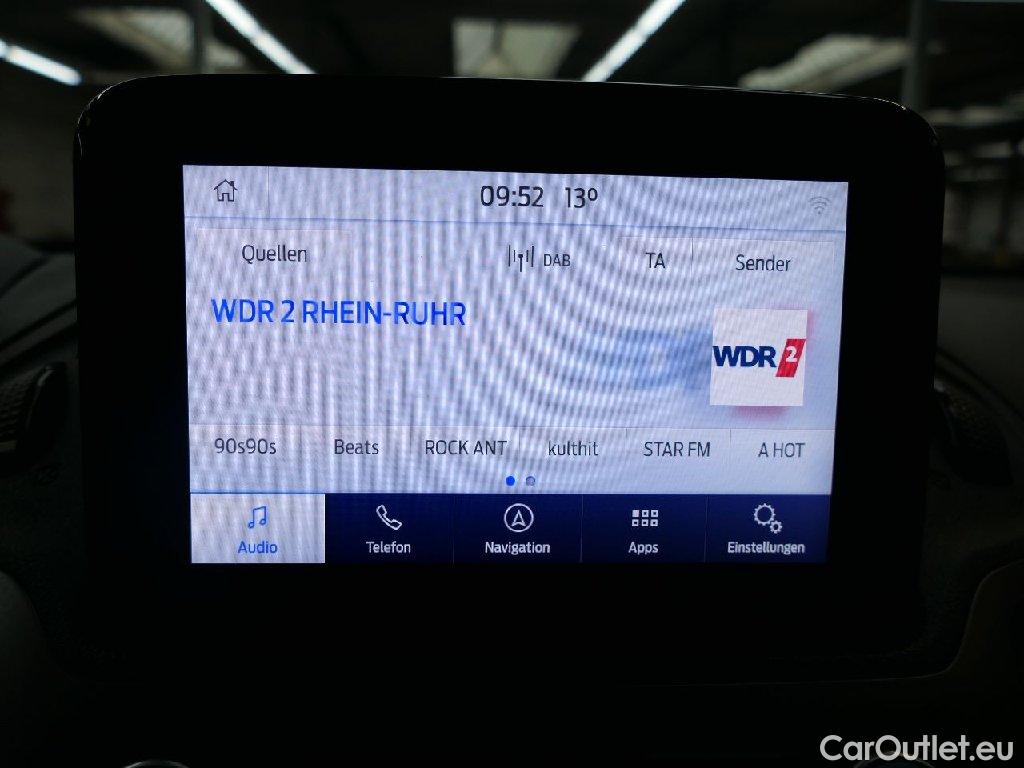 09:52 13º
Quellen DAB TA Sender
WDR 2 RHEIN-RUHR
WDR 2
90s90s Beats ROCK ANT kulthit STAR FM A HOT
Audio Telefon Navigation Apps Einstellungen
CarOutlet.eu